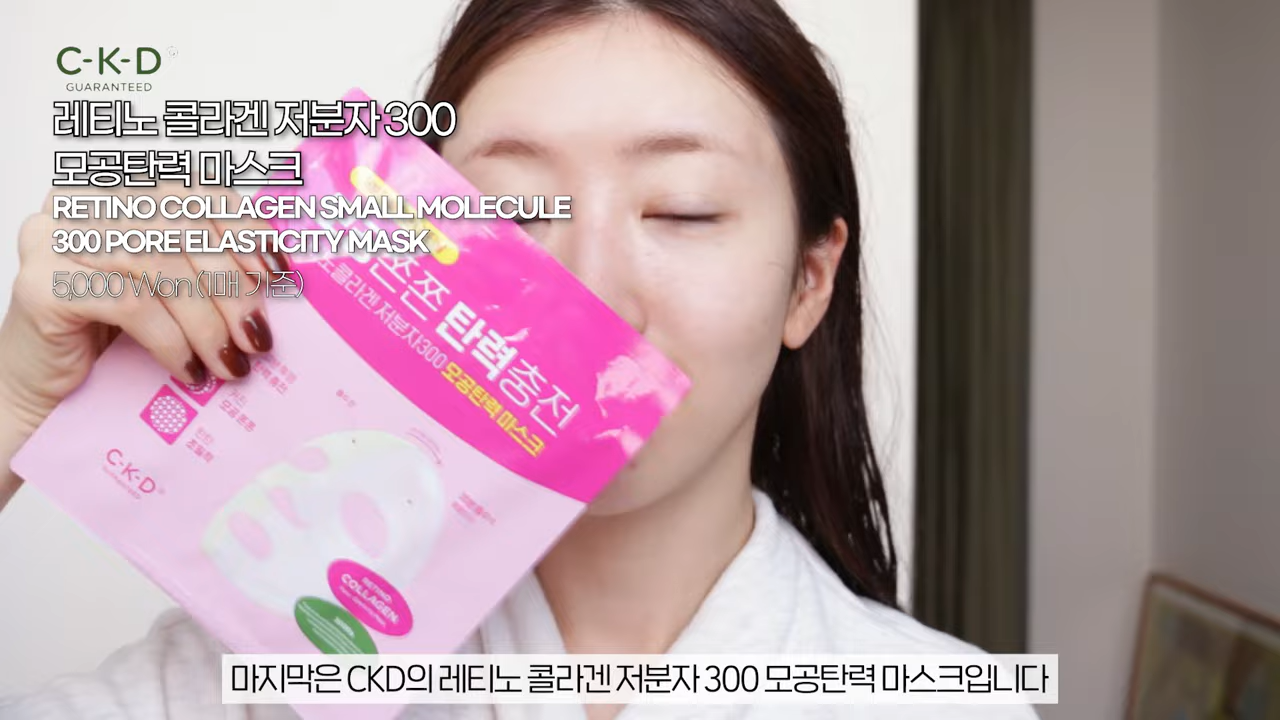 C-K-D
GUARANTEED
레티노 콜라겐 저분자 300
모공탄력 마스크
RETINO COLLAGEN SMALL MOLECULE
300 PORE ELASTICITY MASK
5,000 Won (1매 기준)
쫀쫀 탄력충전
콜라겐 저분자300 모공탄력 마스크
C-K-D
GUARANTEED
RETINO
COLLAGEN
마지막은 CKD의 레티노 콜라겐 저분자 300 모공탄력 마스크입니다